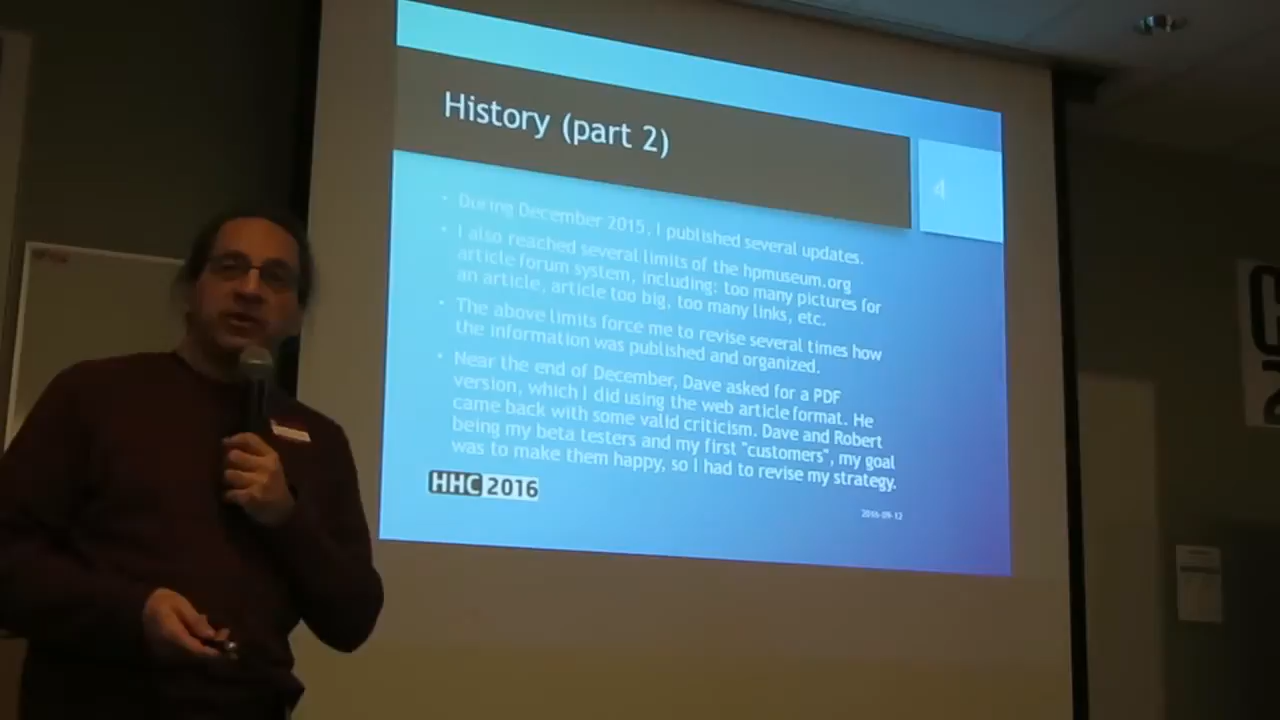 History (part 2)
4
• During December 2015, I published several updates.
• I also reached several limits of the hpmuseum.org
article forum system, including: too many pictures for
an article, article too big, too many links, etc.
• The above limits force me to revise several times how
the information was published and organized.
• Near the end of December, Dave asked for a PDF
version, which I did using the web article format. He
came back with some valid criticism. Dave and Robert
being my beta testers and my first "customers", my goal
was to make them happy, so I had to revise my strategy.
HHC 2016
2016-09-12